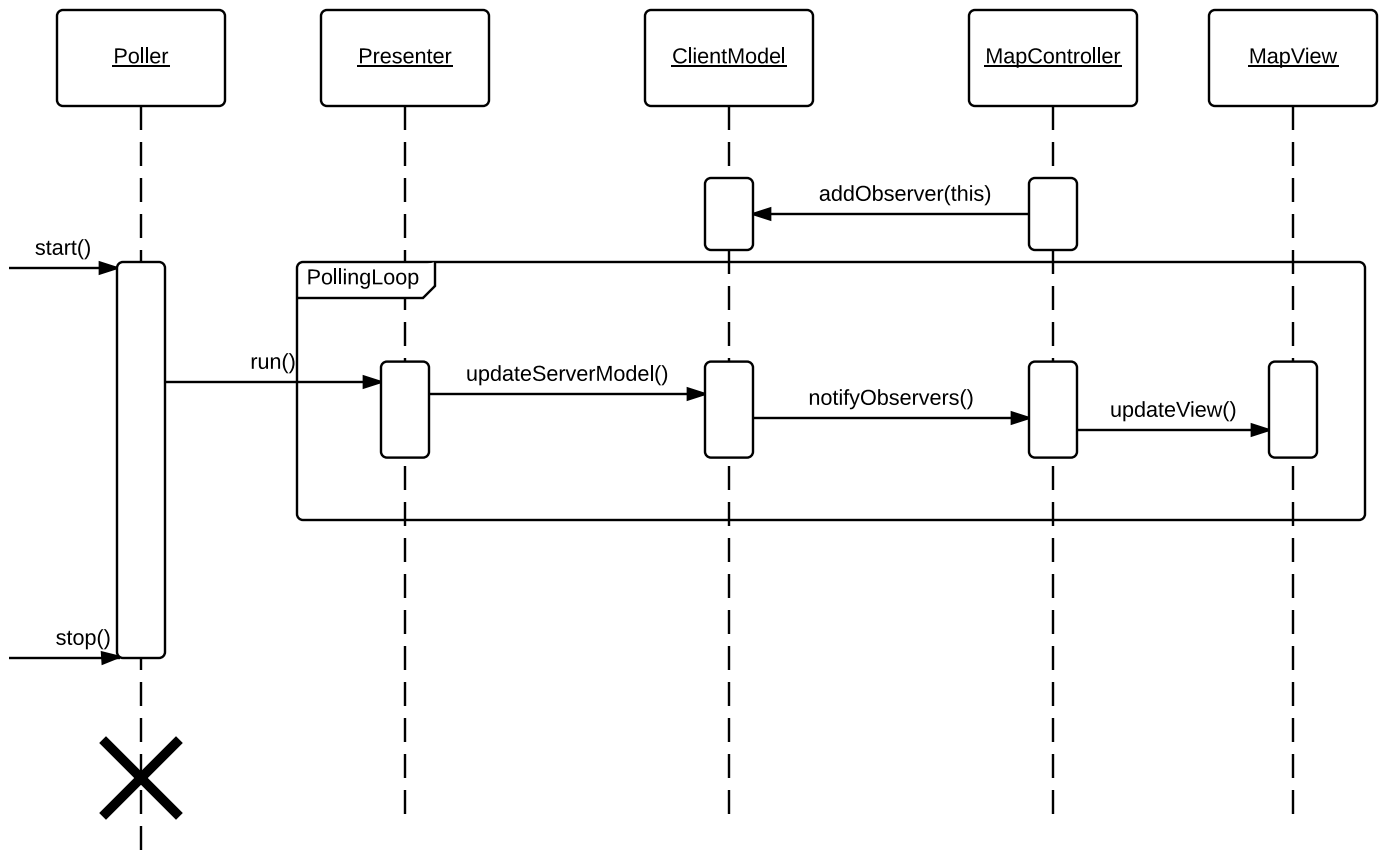 Poller
Presenter
ClientModel
MapController
MapView
addObserver(this)
start()
PollingLoop
run()
updateServerModel()
notifyObservers()
updateView()
stop()